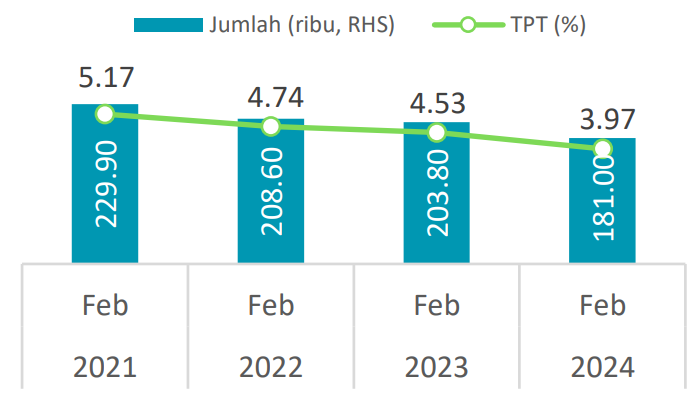 Jumlah (ribu, RHS) TPT (%)
5.17 4.74 4.53 3.97
229.90 208.60 203.80 181.00
Feb Feb Feb Feb
2021 2022 2023 2024